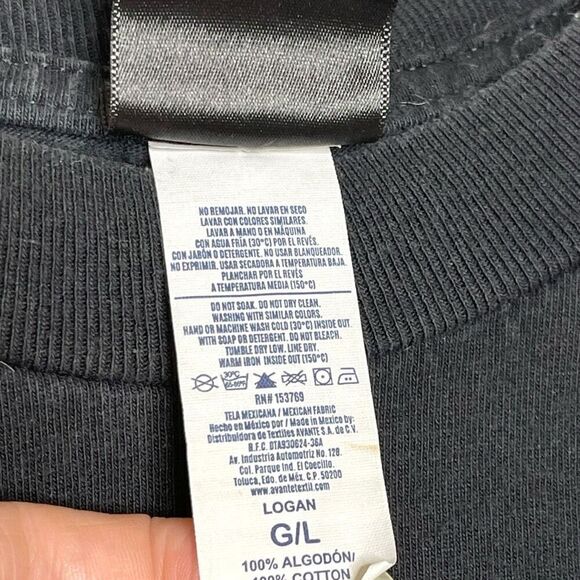 NO REMOJAR. NO LAVAR EN SECO
LAVAR CON COLORES SIMILARES.
LAVAR A MANO O EN MÁQUINA
CON AGUA FRÍA (30°C) POR EL REVÉS.
CON JABÓN O DETERGENTE. NO USAR BLANQUEADOR.
NO EXPRIMIR. USAR SECADORA A TEMPERATURA BAJA.
PLANCHAR POR EL REVÉS
A TEMPERATURA MEDIA (150°C)
DO NOT SOAK. DO NOT DRY CLEAN.
WASHING WITH SIMILAR COLORS.
HAND OR MACHINE WASH COLD (30°C) INSIDE OUT.
WITH SOAP OR DETERGENT. DO NOT BLEACH.
TUMBLE DRY LOW. LINE DRY.
WARM IRON INSIDE OUT (150°C)
30°C
RN# 153769
TELA MEXICANA / MEXICAN FABRIC
Hecho en México por / Made in Mexico by:
Distribuidora de Textiles AVANTE S.A. de C.V.
R.F.C. DTA930624-36A
Av. Industria Automotriz No. 128.
Col. Parque Ind. El Coecillo.
Toluca, Edo. de Méx. C.P. 50200
www.avantetextil.com
LOGAN
G/L
100% ALGODÓN/
100% COTTON